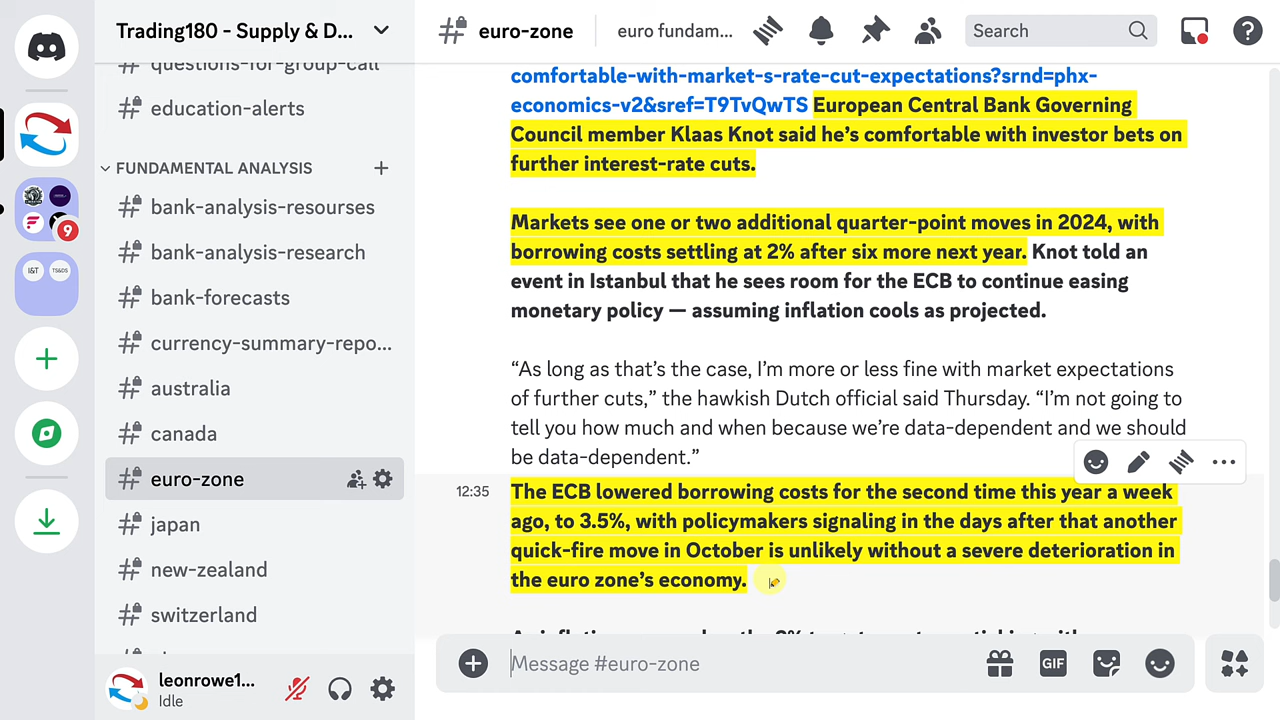 Trading180 - Supply & D...
questions-for-group-call
education-alerts
FUNDAMENTAL ANALYSIS
bank-analysis-resourses
bank-analysis-research
bank-forecasts
currency-summary-repo...
australia
canada
euro-zone
japan
new-zealand
switzerland
9
I&T
TS&DS
leonrowe1...
Idle
euro-zone
euro fundam...
Search
comfortable-with-market-s-rate-cut-expectations?srnd=phx-
economics-v2&sref=T9TvQwTS European Central Bank Governing
Council member Klaas Knot said he’s comfortable with investor bets on
further interest-rate cuts.
Markets see one or two additional quarter-point moves in 2024, with
borrowing costs settling at 2% after six more next year. Knot told an
event in Istanbul that he sees room for the ECB to continue easing
monetary policy — assuming inflation cools as projected.
“As long as that’s the case, I’m more or less fine with market expectations
of further cuts,” the hawkish Dutch official said Thursday. “I’m not going to
tell you how much and when because we’re data-dependent and we should
be data-dependent.”
12:35
The ECB lowered borrowing costs for the second time this year a week
ago, to 3.5%, with policymakers signaling in the days after that another
quick-fire move in October is unlikely without a severe deterioration in
the euro zone’s economy.
Message #euro-zone
GIF